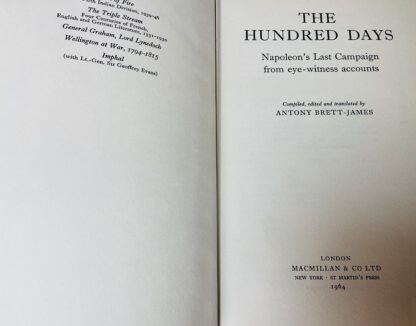 of Fire
Indian Division, 1939-45
The Triple Stream
Four Centuries of French,
English and German Literature, 1531-1930
General Graham, Lord Lynedoch
Wellington at War, 1794-1815
Imphal
(with Lt.-Gen. Sir Geoffrey Evans)
THE
HUNDRED DAYS
Napoleon's Last Campaign
from eye-witness accounts
Compiled, edited and translated by
ANTONY BRETT-JAMES
LONDON
MACMILLAN & CO LTD
NEW YORK · ST MARTIN'S PRESS
1964